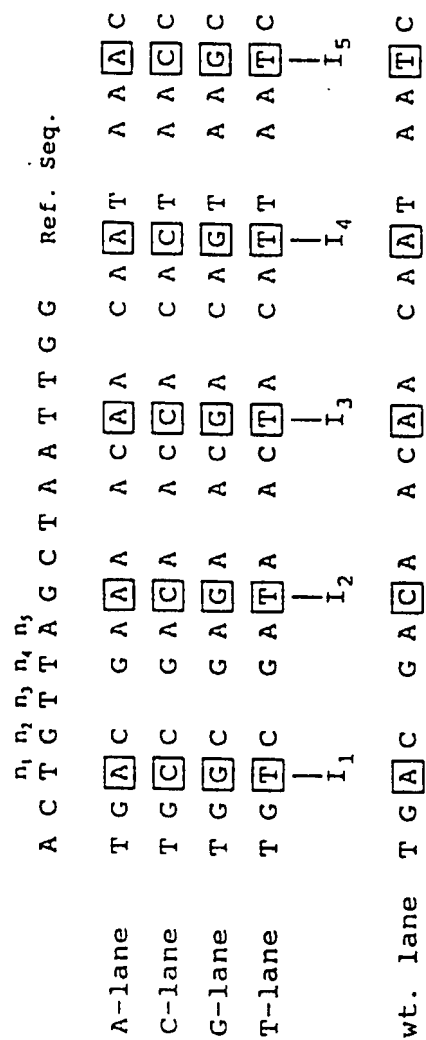 n₁ n₂ n₃ n₄ n₅
A C T G T T A G C T A A T T G G Ref. Seq.
A-lane T G A C G A A A A C A A C A A T A A A C
C-lane T G C C G A C A A C C A C A C T A A C C
G-lane T G G C G A G A A C G A C A G T A A G C
T-lane T G T C G A T A A C T A C A T T A A T C
I₁ I₂ I₃ I₄ I₅
wt. lane T G A C G A C A A C A A C A A T A A T C